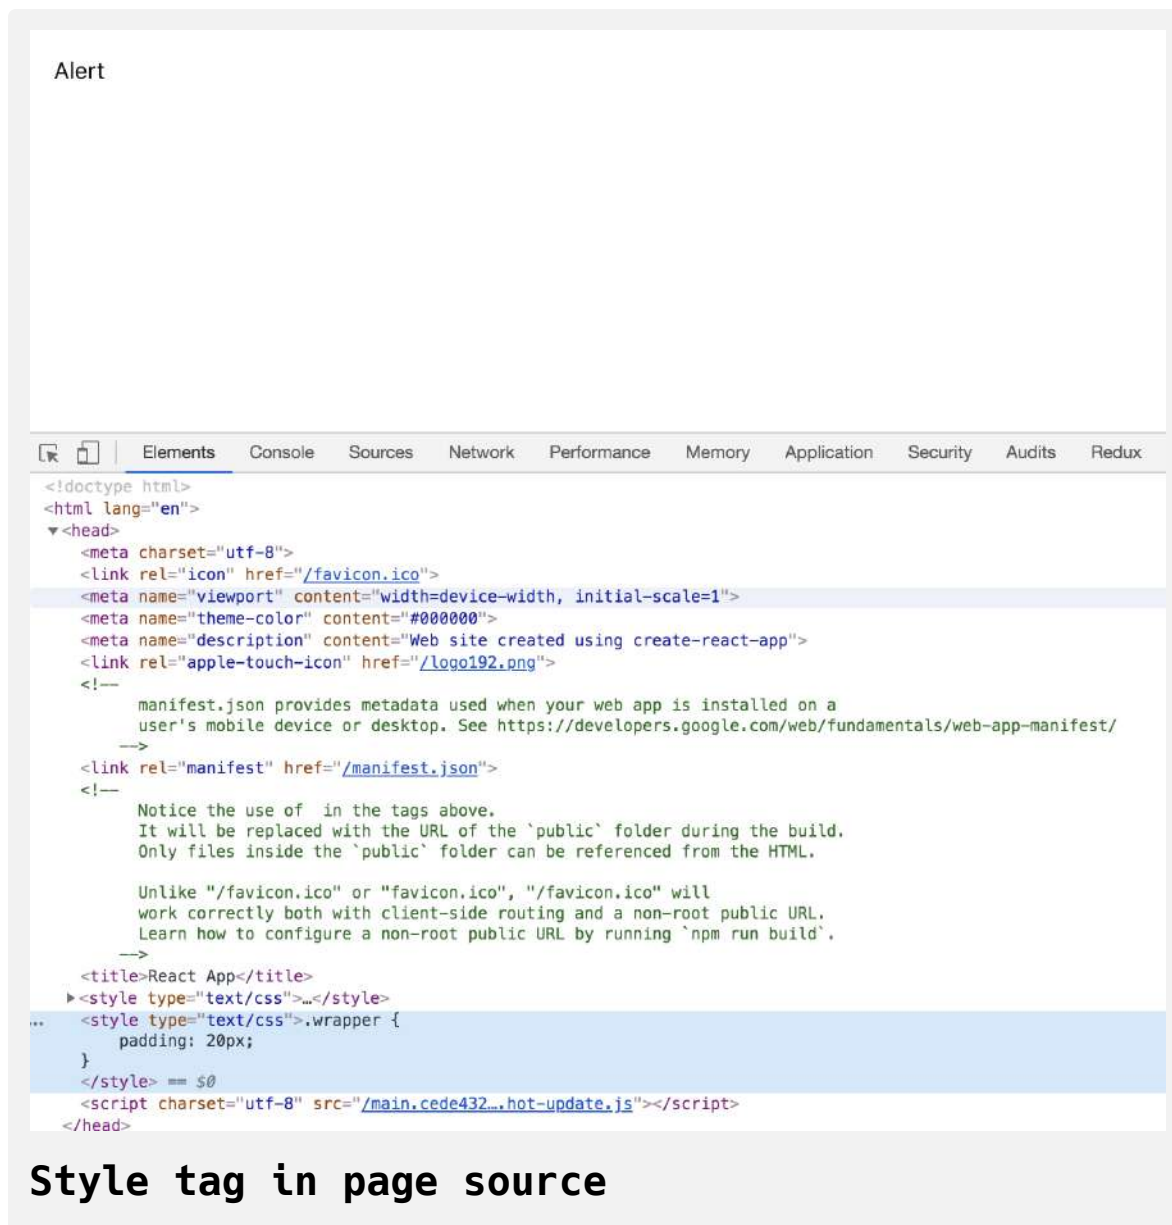 Alert
Elements Console Sources Network Performance Memory Application Security Audits Redux
<!doctype html>
<html lang="en">
▼<head>
<meta charset="utf-8">
<link rel="icon" href="/favicon.ico">
<meta name="viewport" content="width=device-width, initial-scale=1">
<meta name="theme-color" content="#000000">
<meta name="description" content="Web site created using create-react-app">
<link rel="apple-touch-icon" href="/logo192.png">
<!--
manifest.json provides metadata used when your web app is installed on a
user's mobile device or desktop. See https://developers.google.com/web/fundamentals/web-app-manifest/
-->
<link rel="manifest" href="/manifest.json">
<!--
Notice the use of  in the tags above.
It will be replaced with the URL of the `public` folder during the build.
Only files inside the `public` folder can be referenced from the HTML.
Unlike "/favicon.ico" or "favicon.ico", "/favicon.ico" will
work correctly both with client-side routing and a non-root public URL.
Learn how to configure a non-root public URL by running `npm run build`.
-->
<title>React App</title>
▶<style type="text/css">…</style>
... <style type="text/css">.wrapper {
padding: 20px;
}
</style> == $0
<script charset="utf-8" src="/main.cede432….hot-update.js"></script>
</head>
Style tag in page source